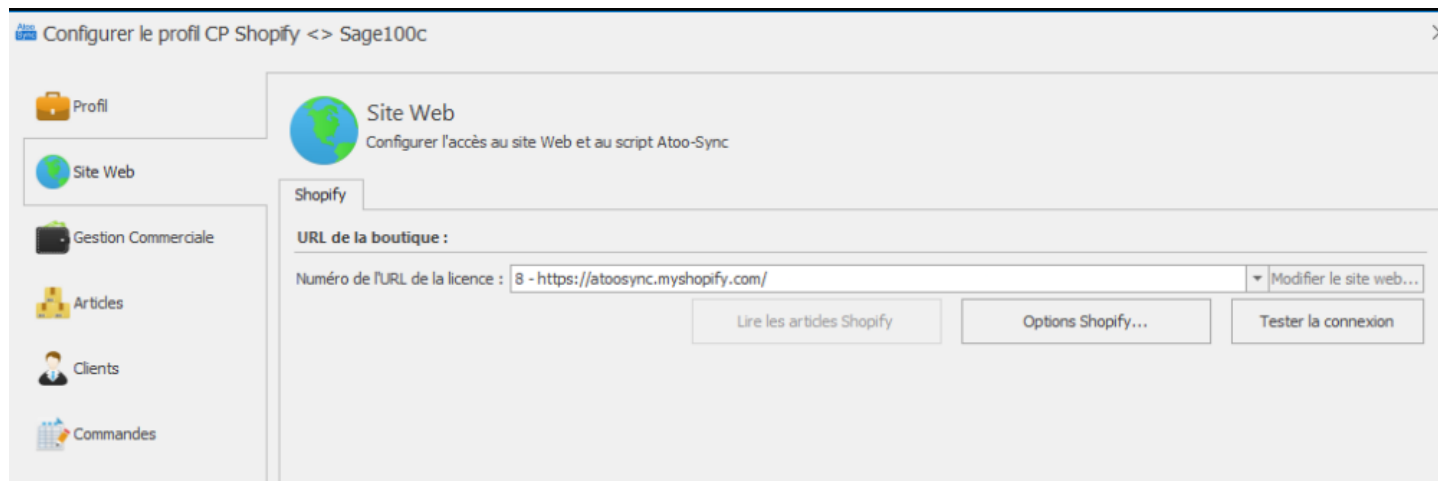 Atoo Sync
Configurer le profil CP Shopify <> Sage100c
Profil
Site Web
Gestion Commerciale
Articles
Clients
Commandes
Site Web
Configurer l'accès au site Web et au script Atoo-Sync
Shopify
URL de la boutique :
Numéro de l'URL de la licence : 8 - https://atoosync.myshopify.com/ Modifier le site web...
Lire les articles Shopify Options Shopify... Tester la connexion